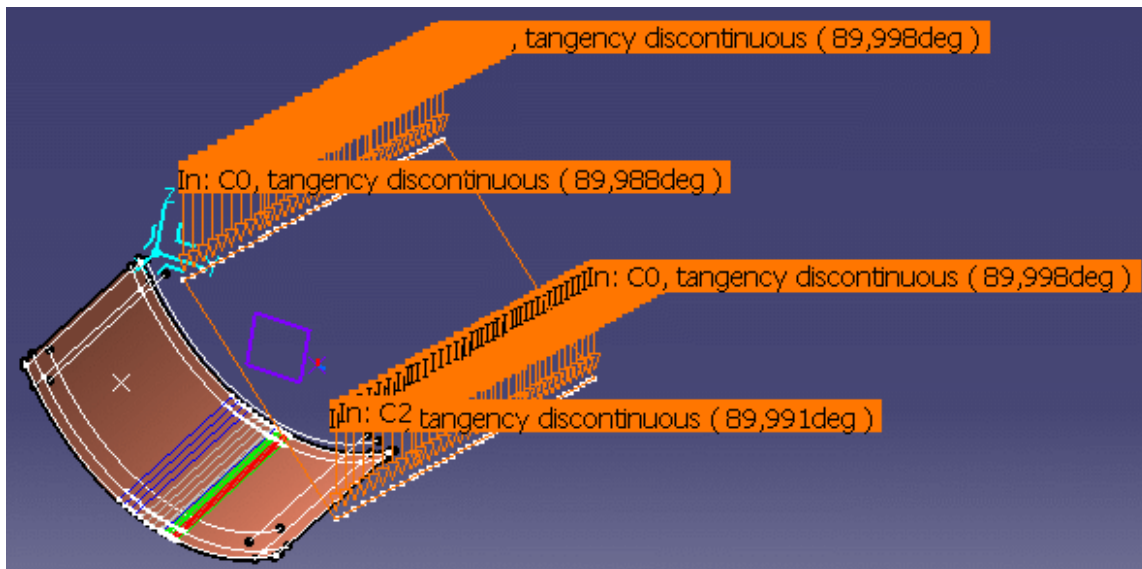 , tangency discontinuous ( 89,998deg )
In: C0, tangency discontinuous ( 89,988deg )
Z
In: C0, tangency discontinuous ( 89,998deg )
In: C2 tangency discontinuous ( 89,991deg )